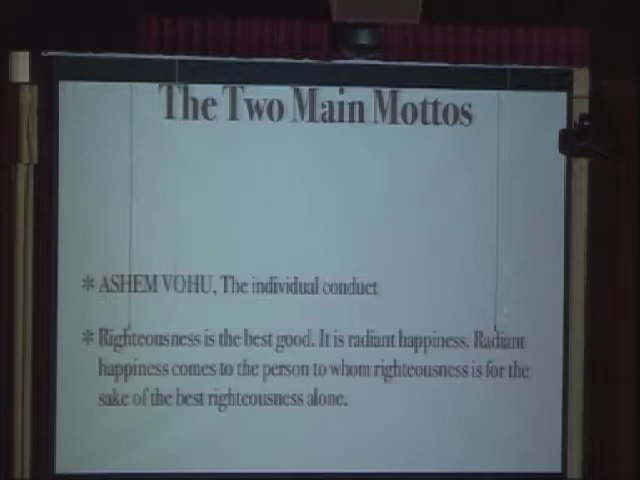 The Two Main Mottos
* ASHEM VOHU, The individual conduct
* Righteousness is the best good. It is radiant happiness. Radiant
happiness comes to the person to whom righteousness is for the
sake of the best righteousness alone.